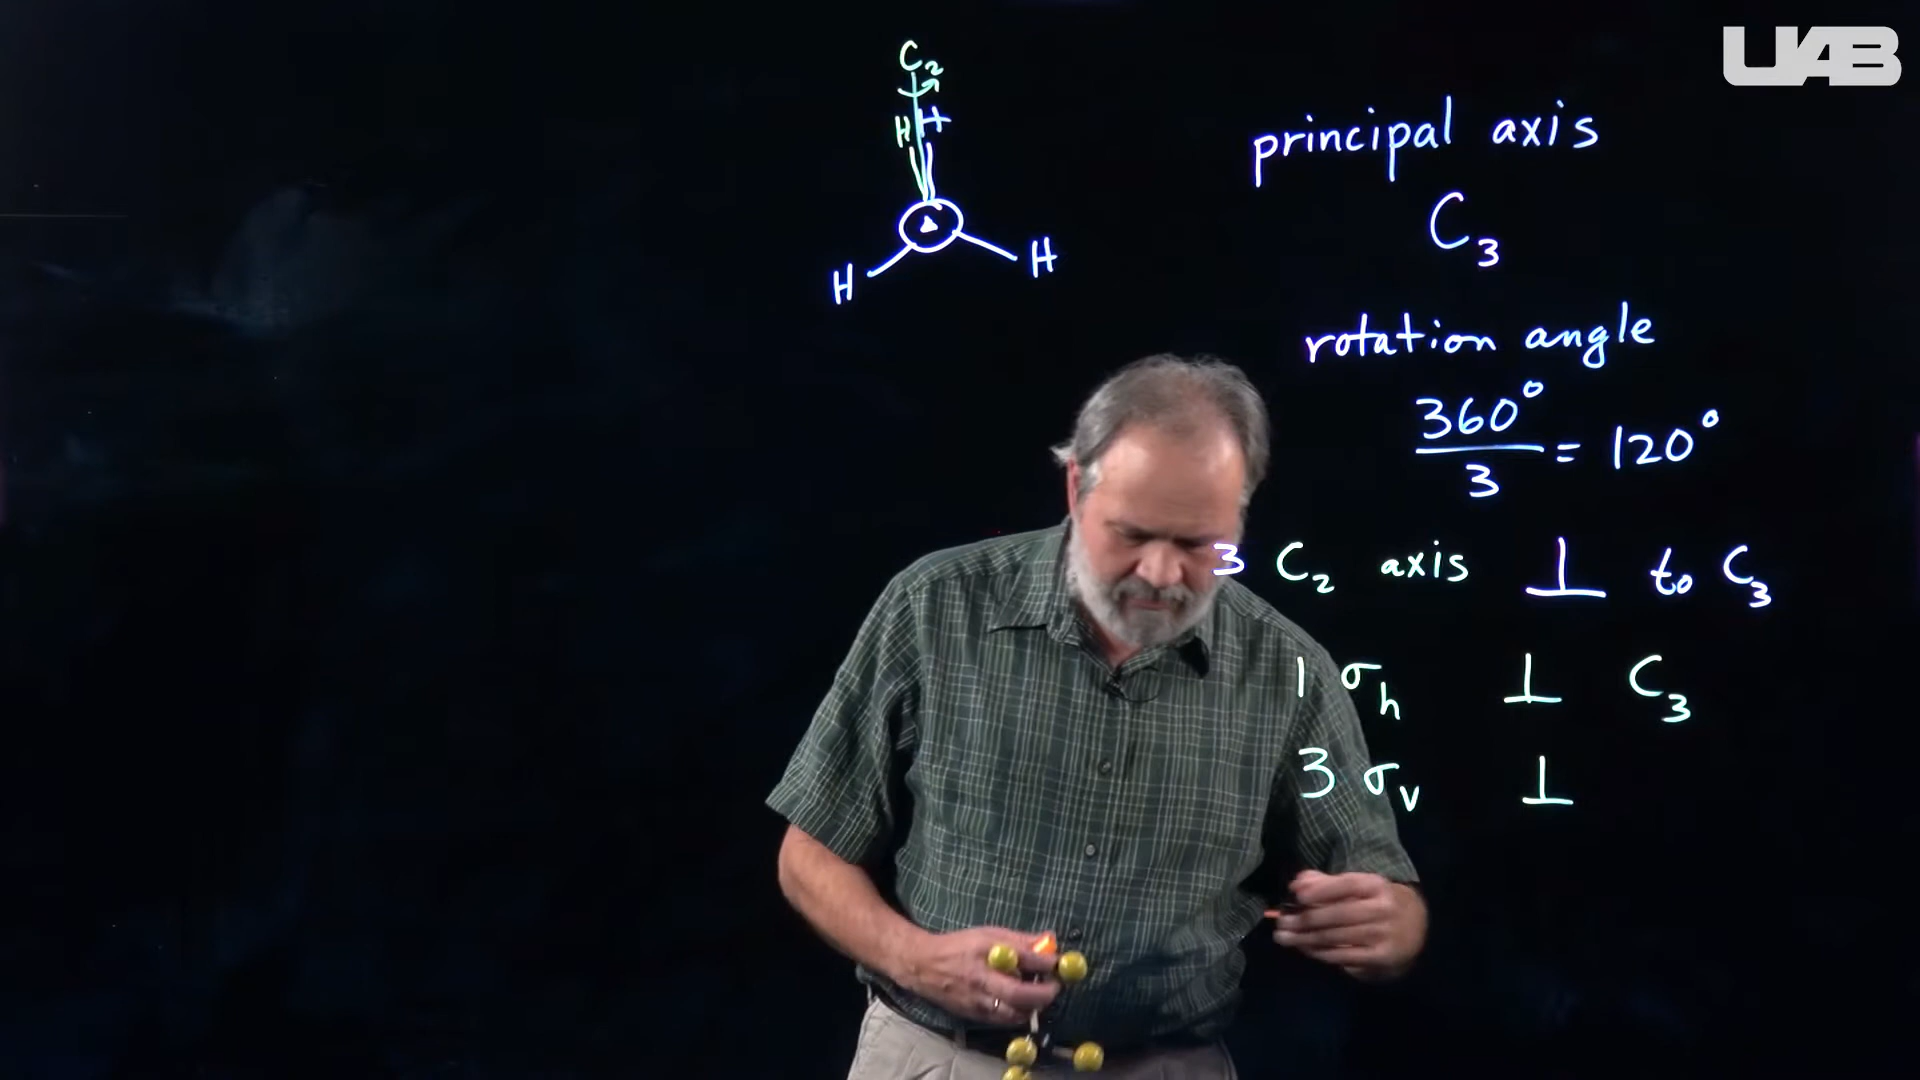 UAB
C₂
H H
H H
principal axis
C₃
rotation angle
360°
3
= 120°
3 C₂ axis ⊥ to C₃
1 σₕ ⊥ C₃
3 σᵥ ⊥